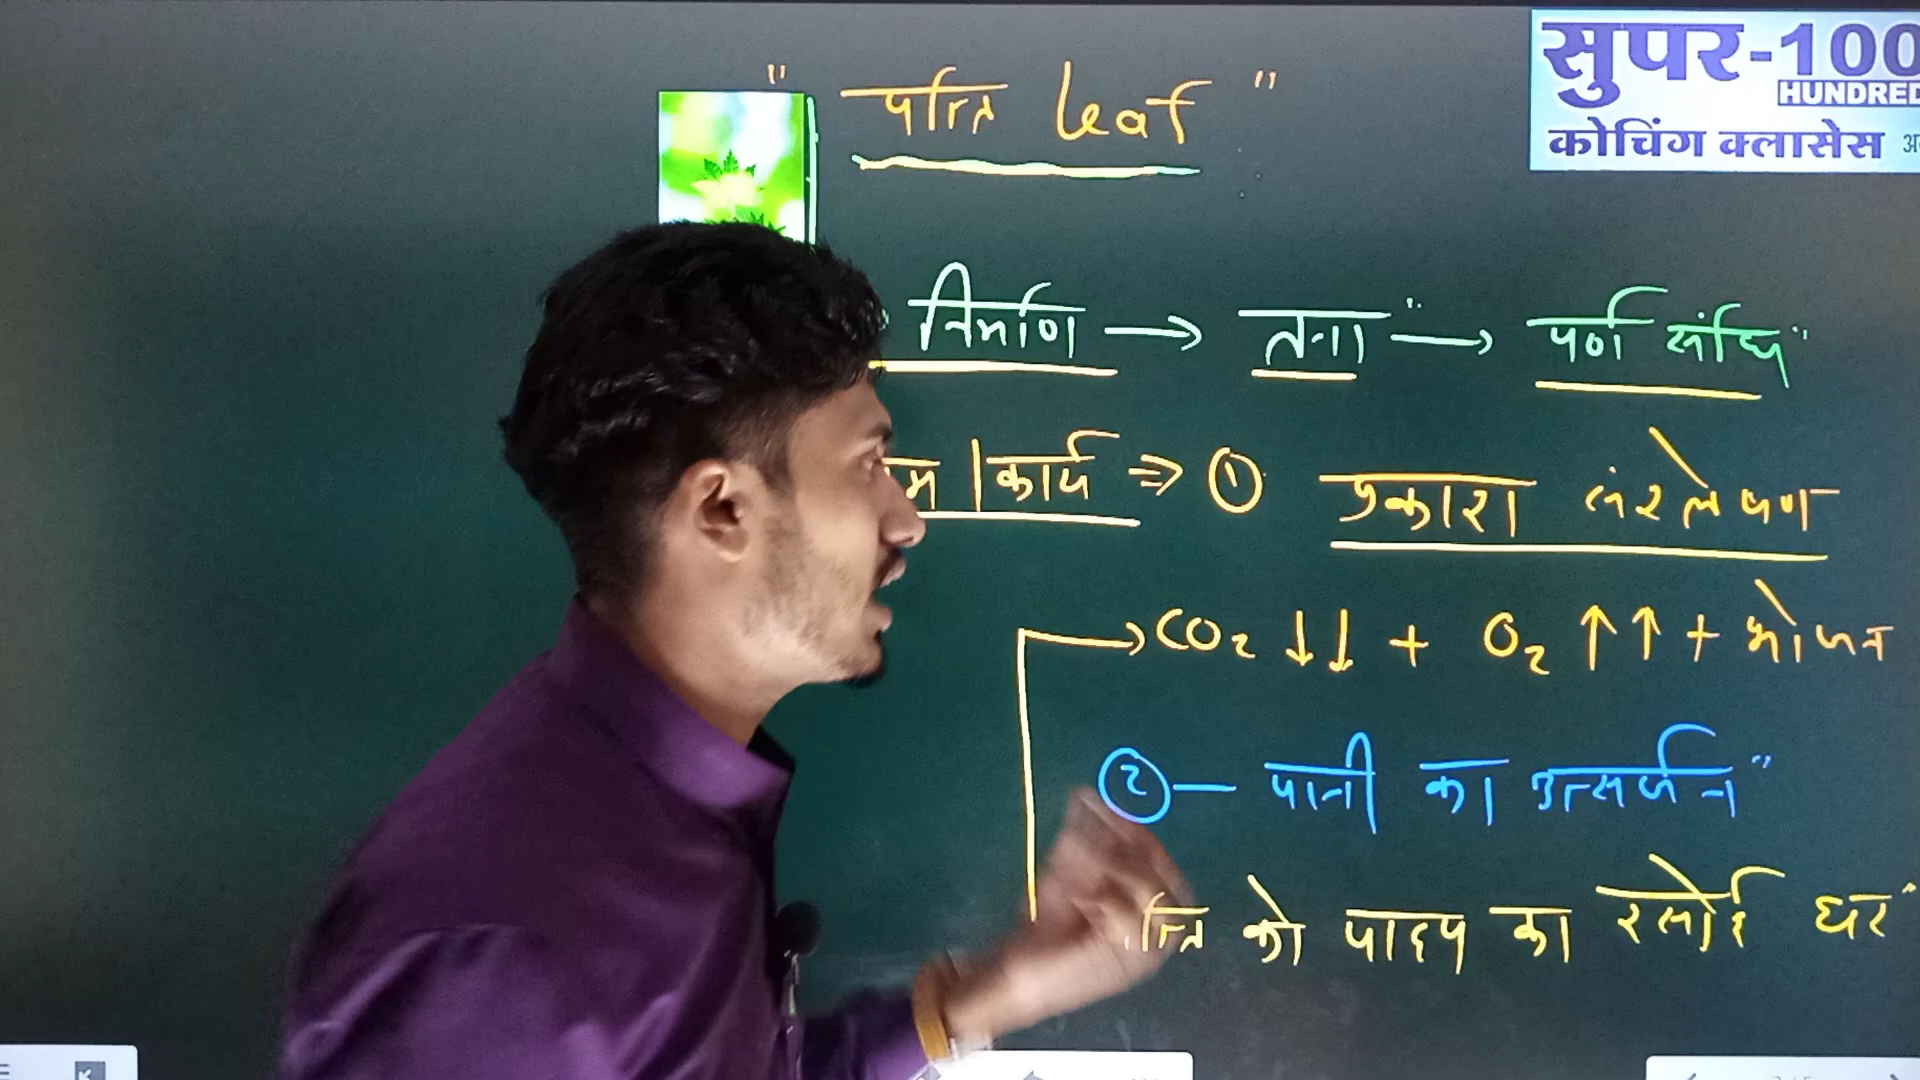 सुपर-100
HUNDRED
कोचिंग क्लासेस
" पत्ति Leaf "
निर्माण → तना" → पर्ण संधि"
काम | कार्य ⇒ ① प्रकाश संश्लेषण
→ CO₂ ↓↓ + O₂ ↑↑ + भोजन
② — पानी का उत्सर्जन"
पत्ति को पादप का रसोई घर"